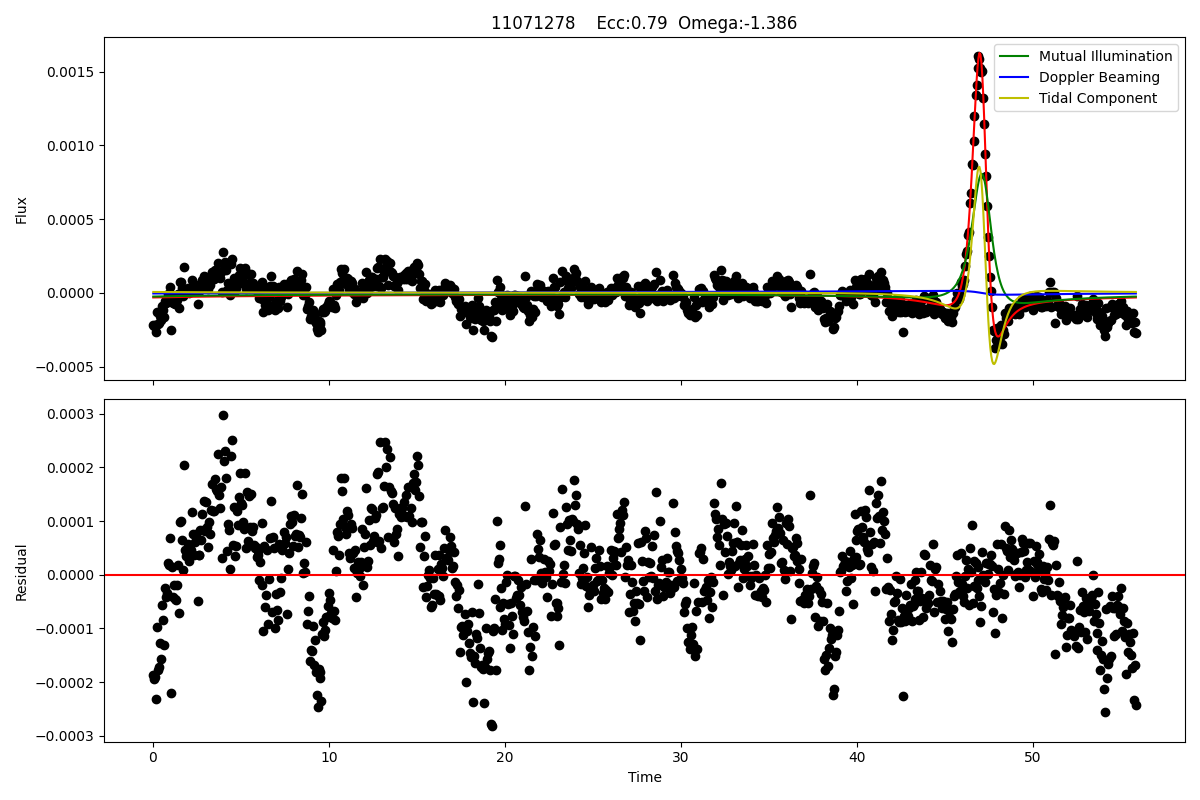 11071278    Ecc:0.79  Omega:-1.386
Mutual Illumination
Doppler Beaming
Tidal Component
0.0015
0.0010
0.0005
0.0000
−0.0005
Flux
0.0003
0.0002
0.0001
0.0000
−0.0001
−0.0002
−0.0003
Residual
0 10 20 30 40 50
Time